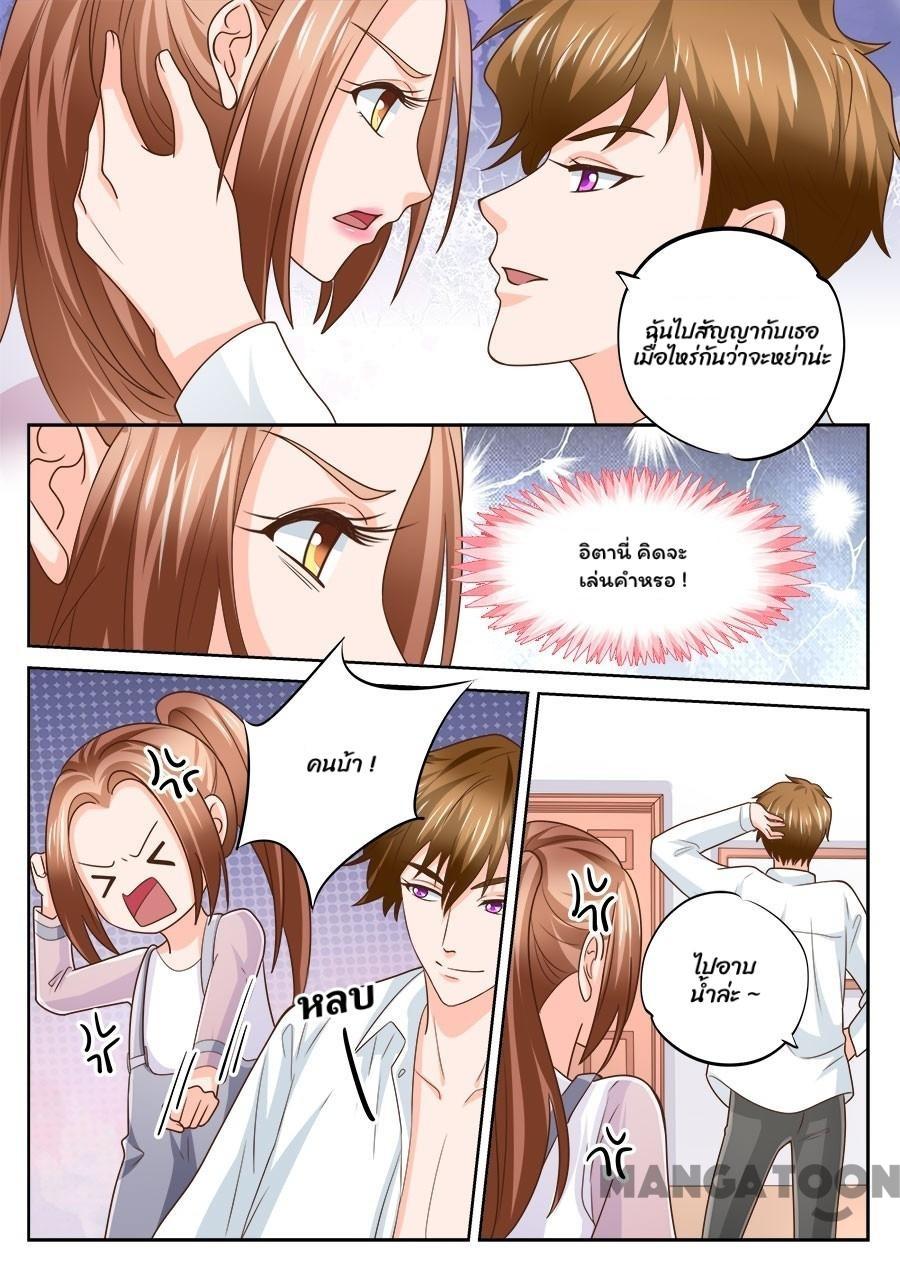 ฉันไปสัญญากับเธอ
เมื่อไหร่กันว่าจะหย่าน่ะ
อิตานี่ คิดจะ
เล่นคำหรอ !
คนบ้า !
หลบ
ไปอาบ
น้ำล่ะ ~
MANGATOON